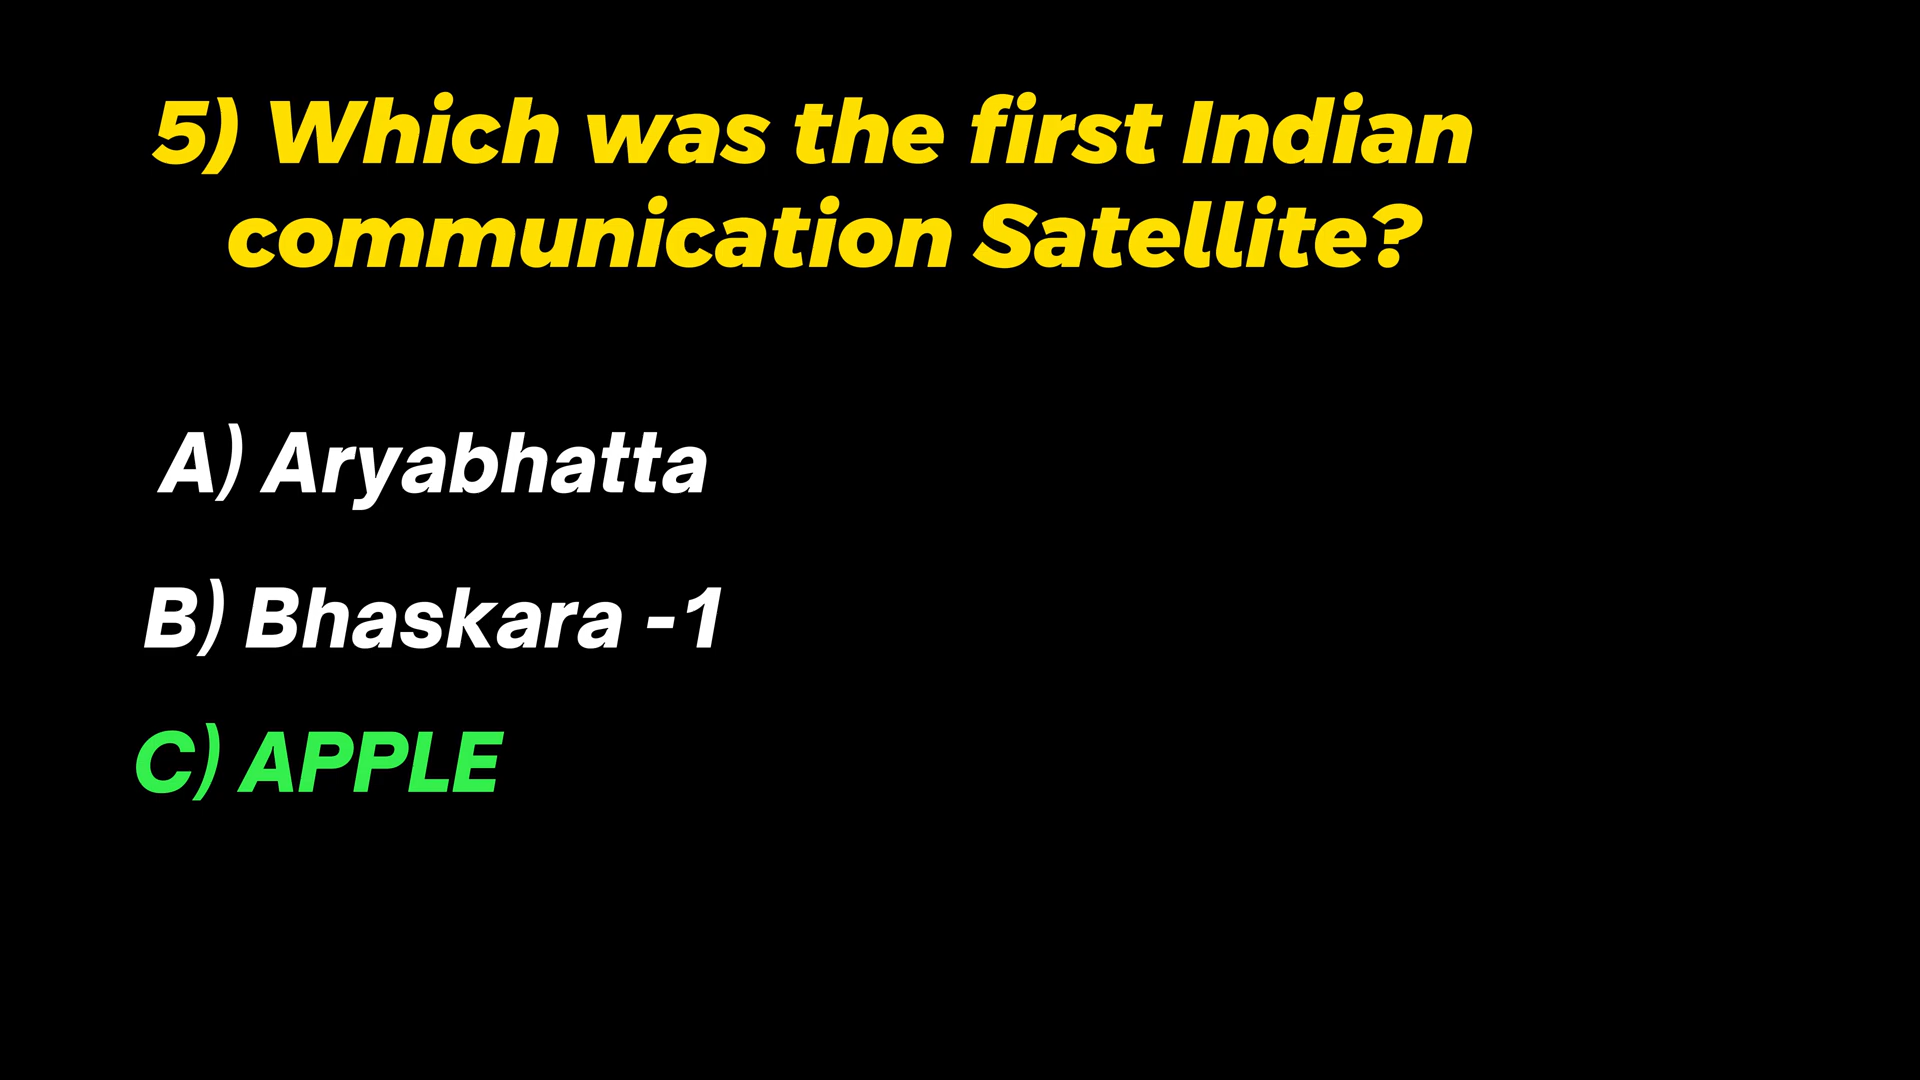 5) Which was the first Indian
communication Satellite?
A) Aryabhatta
B) Bhaskara -1
C) APPLE